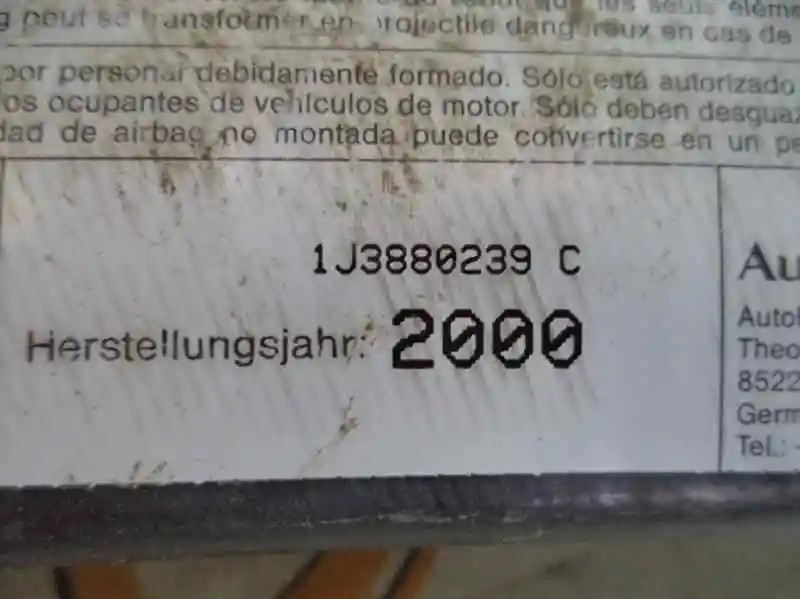 g peut se transformer en projectile dangereux en cas de
por personal debidamente formado. Sólo está autorizado
os ocupantes de vehículos de motor. Sólo deben desguaz
dad de airbag no montada puede convertirse en un pe
1J3880239 C
Herstellungsjahr: 2000
Au
Theo
8522
Germ
Tel.: